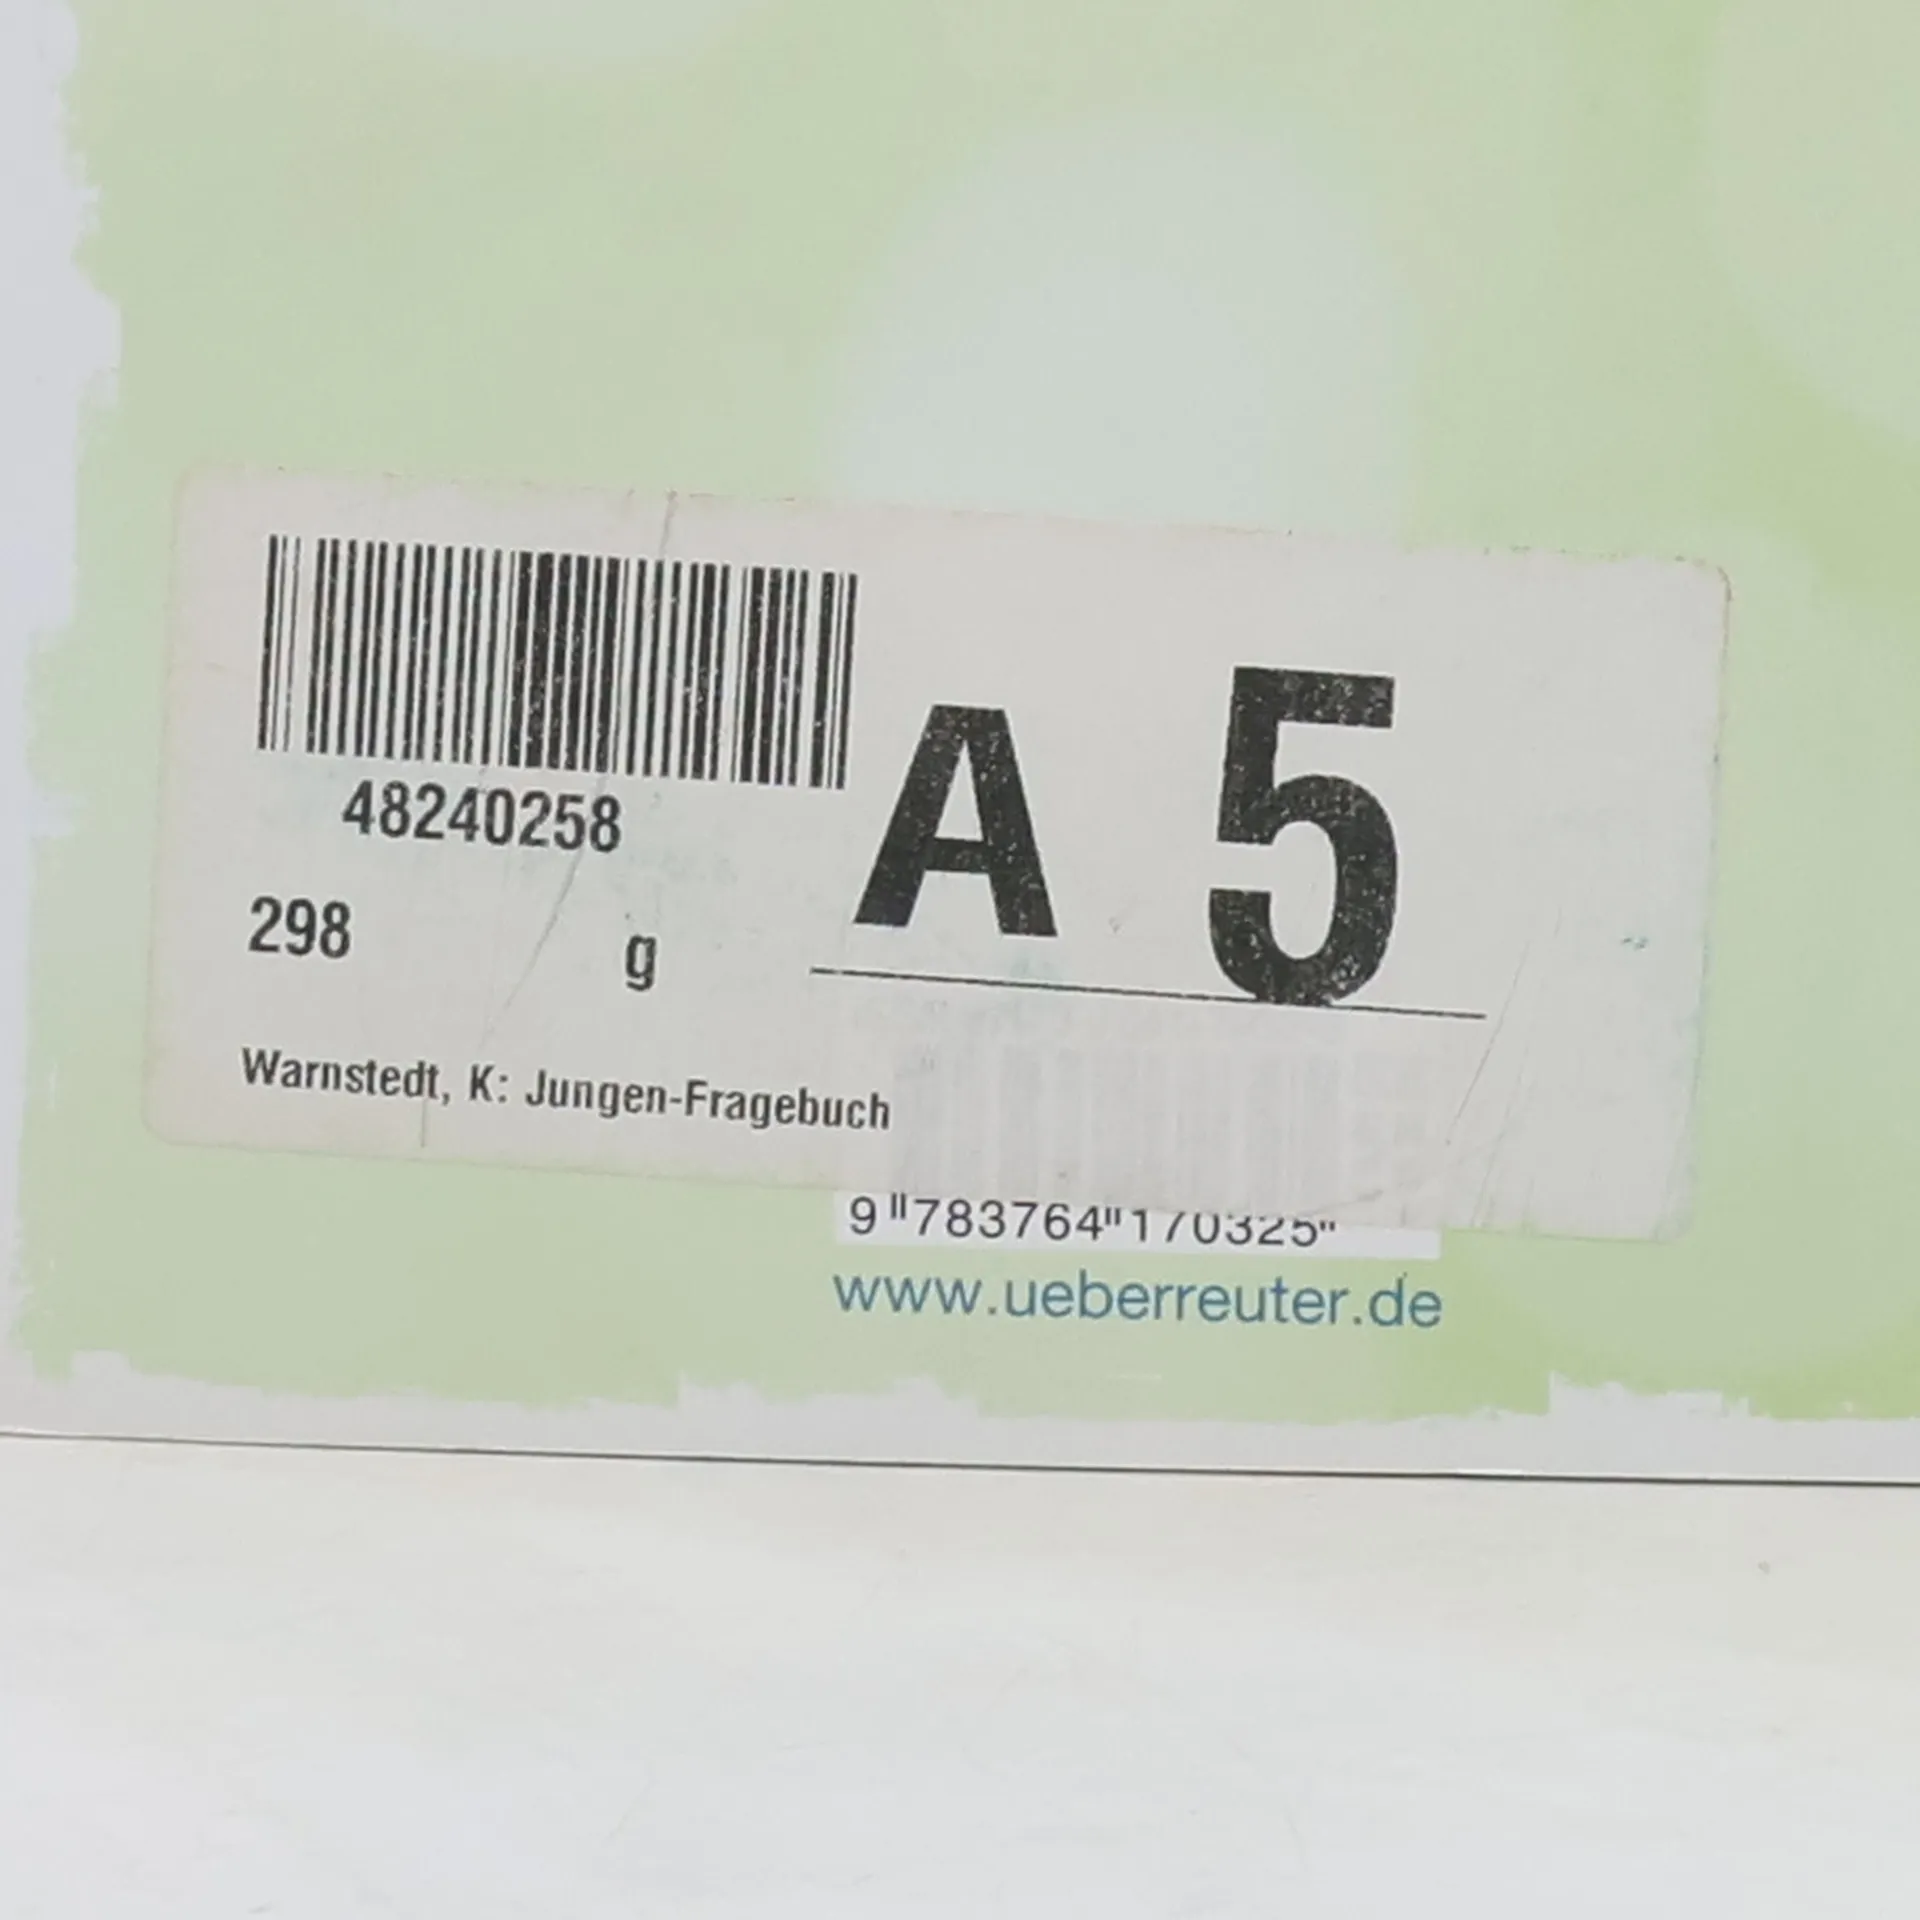 48240258
A 5
298 g
Warnstedt, K: Jungen-Fragebuch
9 783764 170325
www.ueberreuter.de